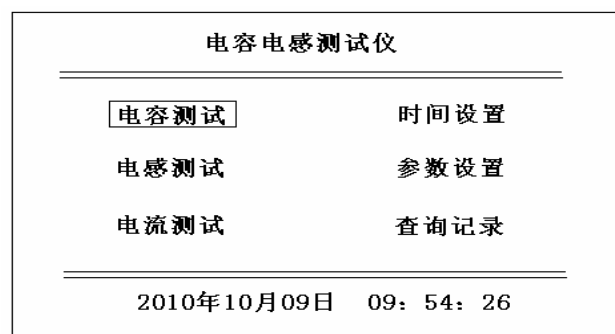 电容电感测试仪
电容测试 时间设置
电感测试 参数设置
电流测试 查询记录
2010年10月09日 09：54：26